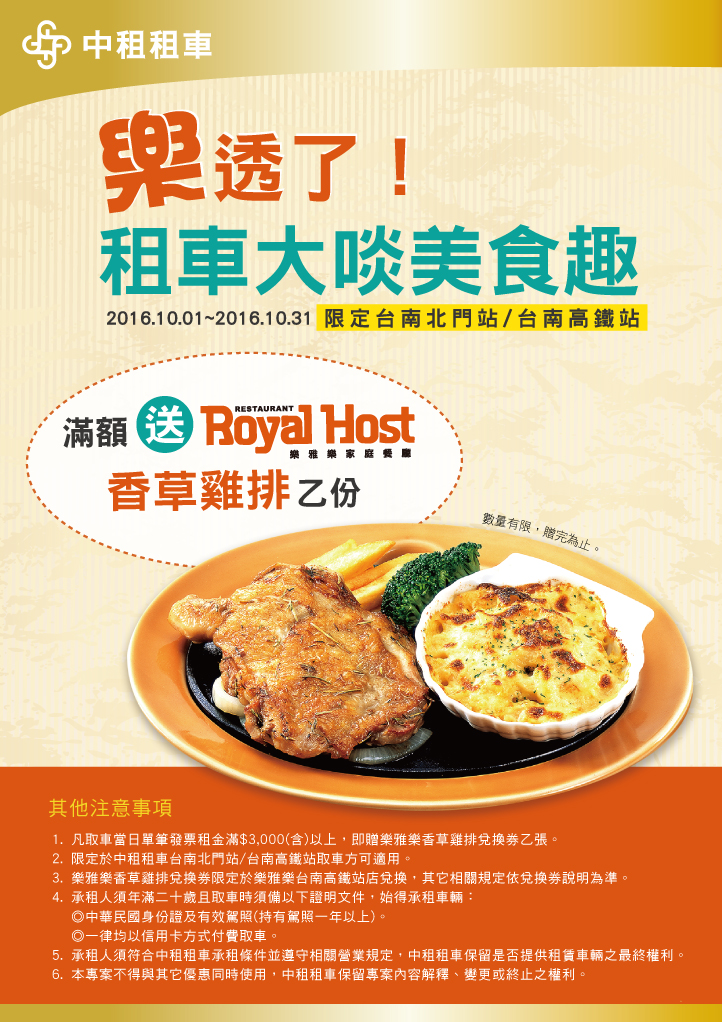 中租租車
樂透了！
租車大啖美食趣
2016.10.01~2016.10.31 限定台南北門站/台南高鐵站
滿額 送 RESTAURANT Royal Host
樂雅樂家庭餐廳
香草雞排乙份
數量有限，贈完為止。
其他注意事項
1. 凡取車當日單筆發票租金滿$3,000(含)以上，即贈樂雅樂香草雞排兌換券乙張。
2. 限定於中租租車台南北門站/台南高鐵站取車方可適用。
3. 樂雅樂香草雞排兌換券限定於樂雅樂台南高鐵站店兌換，其它相關規定依兌換券說明為準。
4. 承租人須年滿二十歲且取車時須備以下證明文件，始得承租車輛：
◎中華民國身份證及有效駕照(持有駕照一年以上)。
◎一律均以信用卡方式付費取車。
5. 承租人須符合中租租車承租條件並遵守相關營業規定，中租租車保留是否提供租賃車輛之最終權利。
6. 本專案不得與其它優惠同時使用，中租租車保留專案內容解釋、變更或終止之權利。